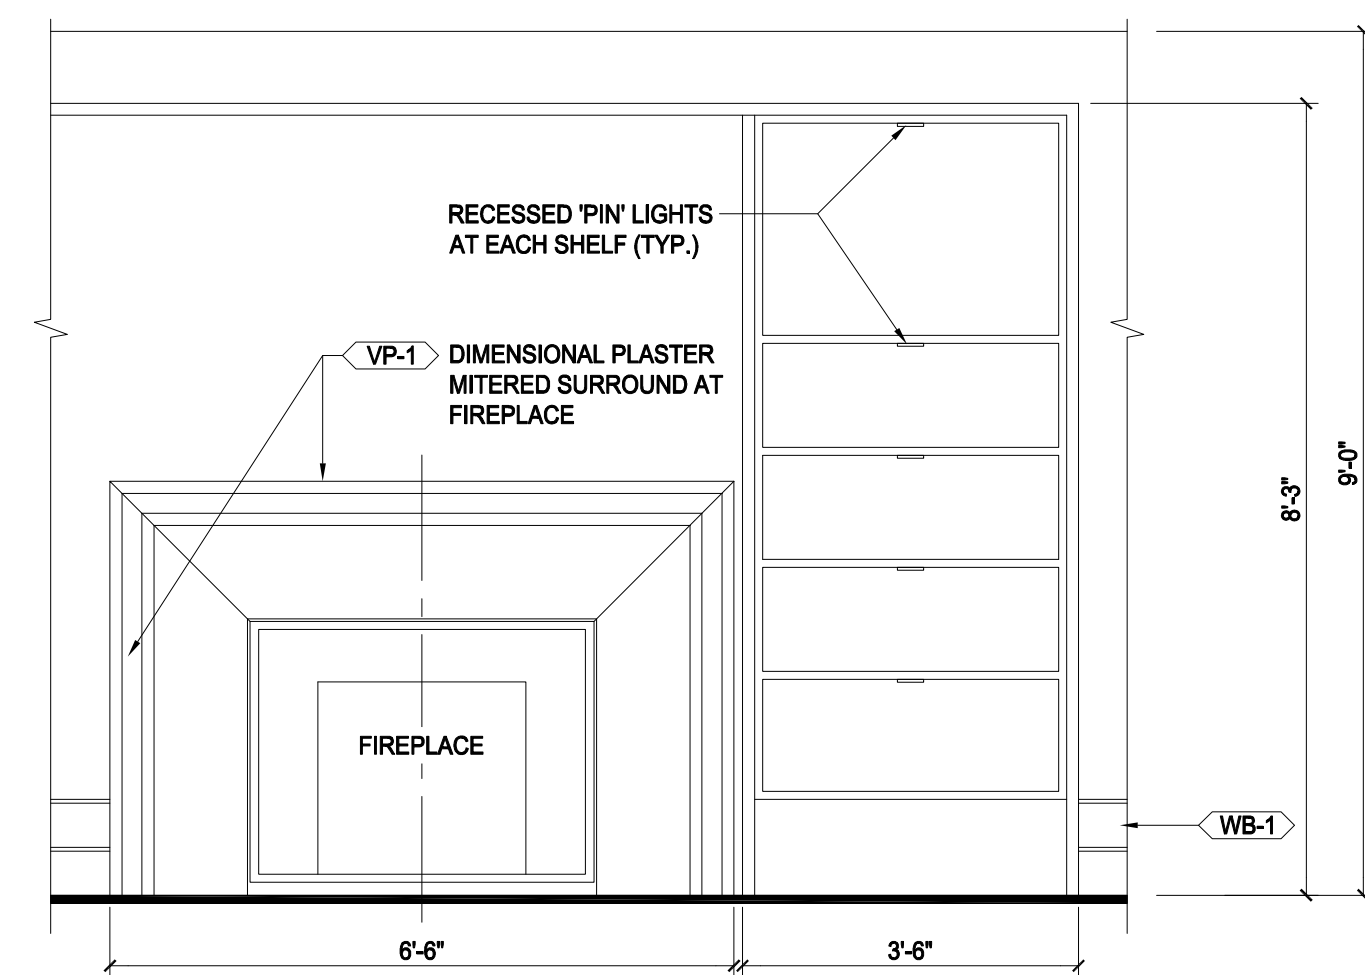 RECESSED 'PIN' LIGHTS
AT EACH SHELF (TYP.)
VP-1
DIMENSIONAL PLASTER
MITERED SURROUND AT
FIREPLACE
FIREPLACE
WB-1
8'-3"
9'-0"
6'-6"
3'-6"